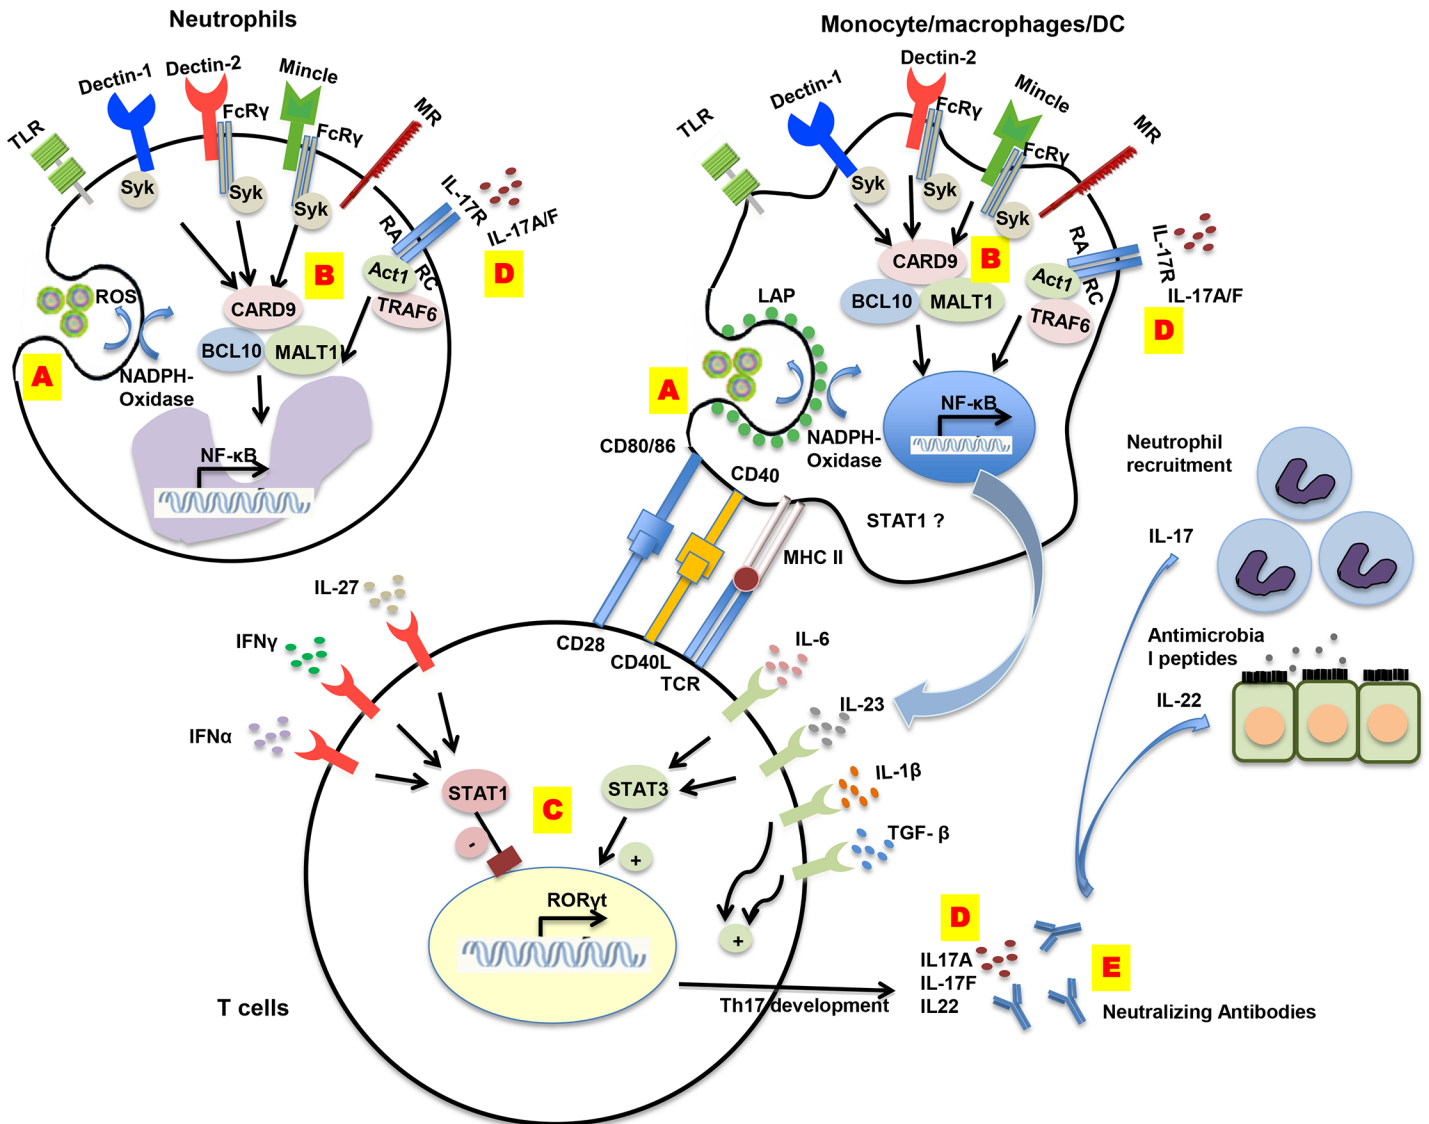 Neutrophils
Monocyte/macrophages/DC
TLR
Dectin-1
Dectin-2
Mincle
FcRγ
FcRγ
MR
Syk
Syk
Syk
IL-17R
IL-17A/F
RA
RC
D
B
Act1
TRAF6
ROS
CARD9
BCL10
MALT1
A
NADPH-
Oxidase
NF-κB
TLR
Dectin-1
Dectin-2
Mincle
FcRγ
FcRγ
MR
Syk
Syk
Syk
RA
IL-17R
RC
IL-17A/F
CARD9
B
BCL10
MALT1
Act1
TRAF6
D
LAP
A
NADPH-
Oxidase
NF-κB
CD80/86
CD40
STAT1 ?
MHC II
CD28
CD40L
TCR
Neutrophil
recruitment
IL-17
Antimicrobia
l peptides
IL-22
IL-27
IFNγ
IFNα
IL-6
IL-23
IL-1β
TGF- β
STAT1
C
STAT3
-
+
RORγt
+
T cells
Th17 development
D
IL17A
IL-17F
IL22
E
Neutralizing Antibodies